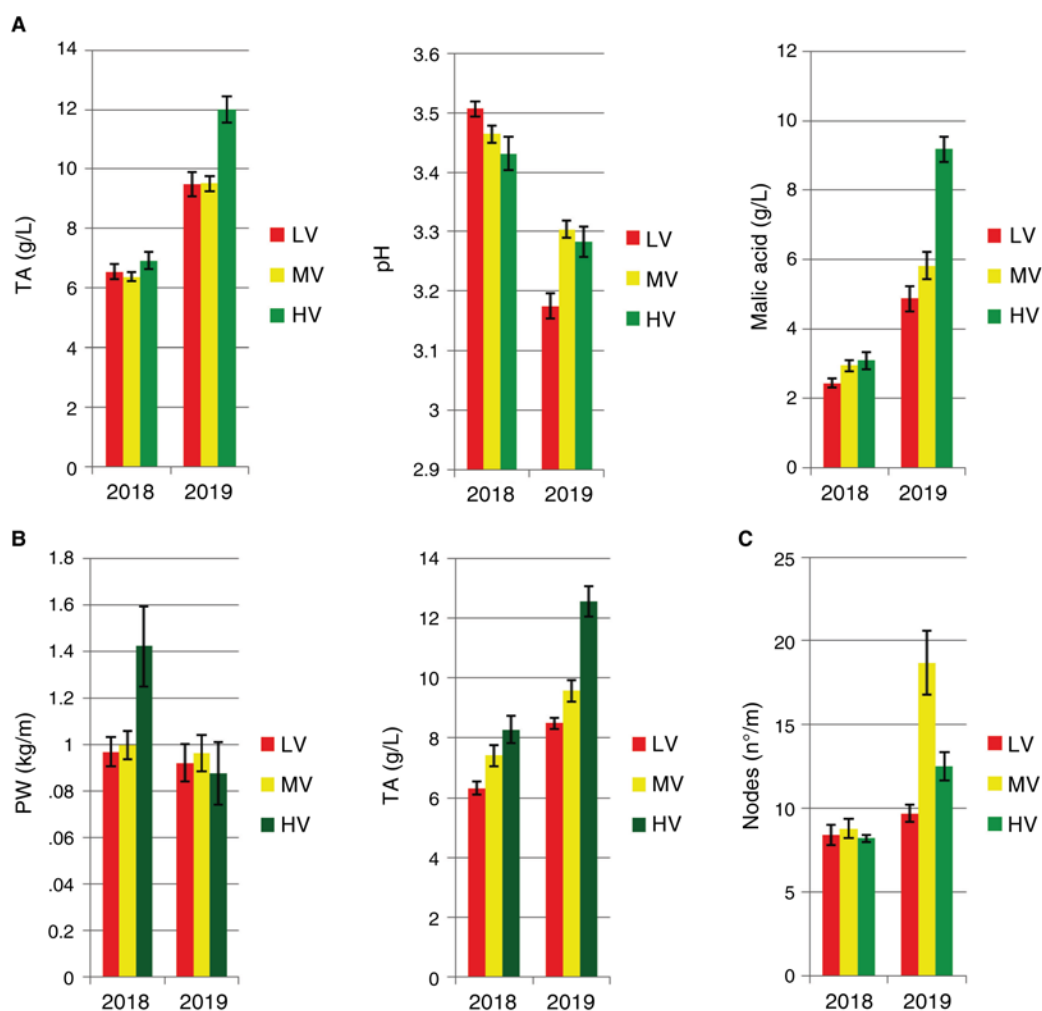 A
TA (g/L)
14
12
10
8
6
4
2
0
2018 2019
LV
MV
HV
pH
3.6
3.5
3.4
3.3
3.2
3.1
3
2.9
2018 2019
LV
MV
HV
Malic acid (g/L)
12
10
8
6
4
2
0
2018 2019
LV
MV
HV
B
PW (kg/m)
1.8
1.6
1.4
1.2
1
.08
.06
.04
0.2
0
2018 2019
LV
MV
HV
TA (g/L)
14
12
10
8
6
4
2
0
2018 2019
LV
MV
HV
C
Nodes (n°/m)
25
20
15
10
5
0
2018 2019
LV
MV
HV